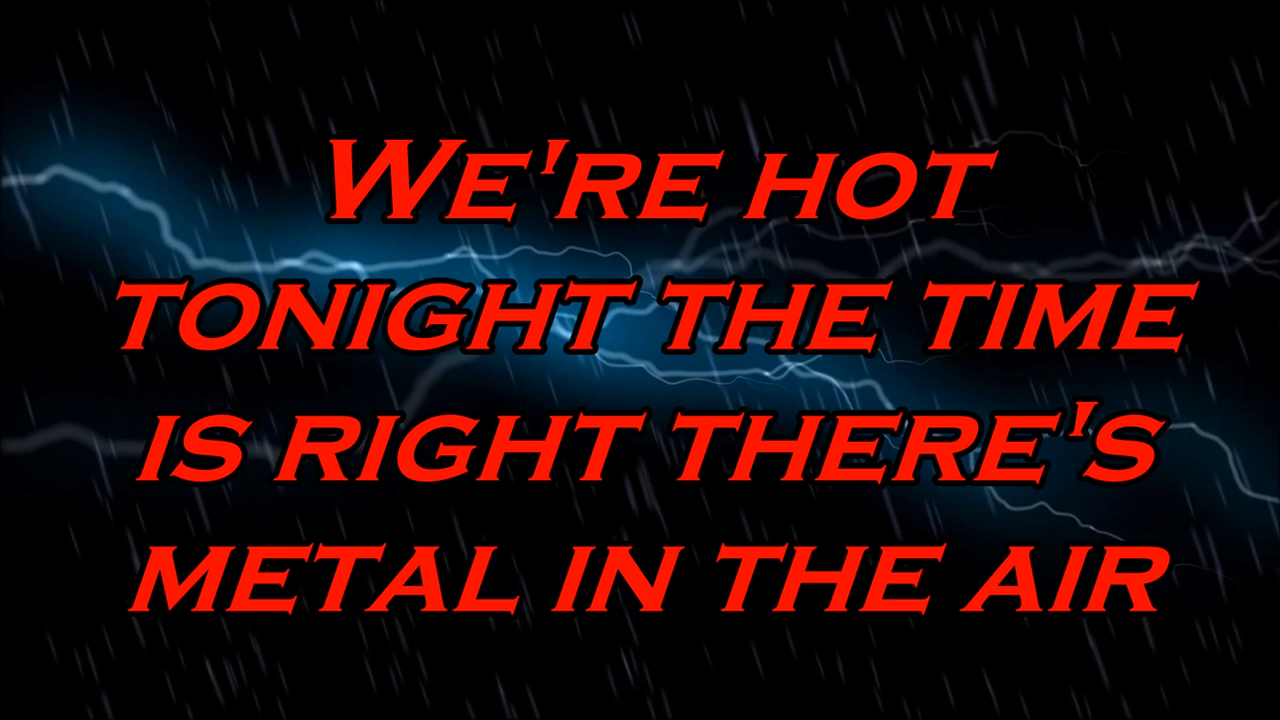 We're hot
tonight the time
is right there's
metal in the air